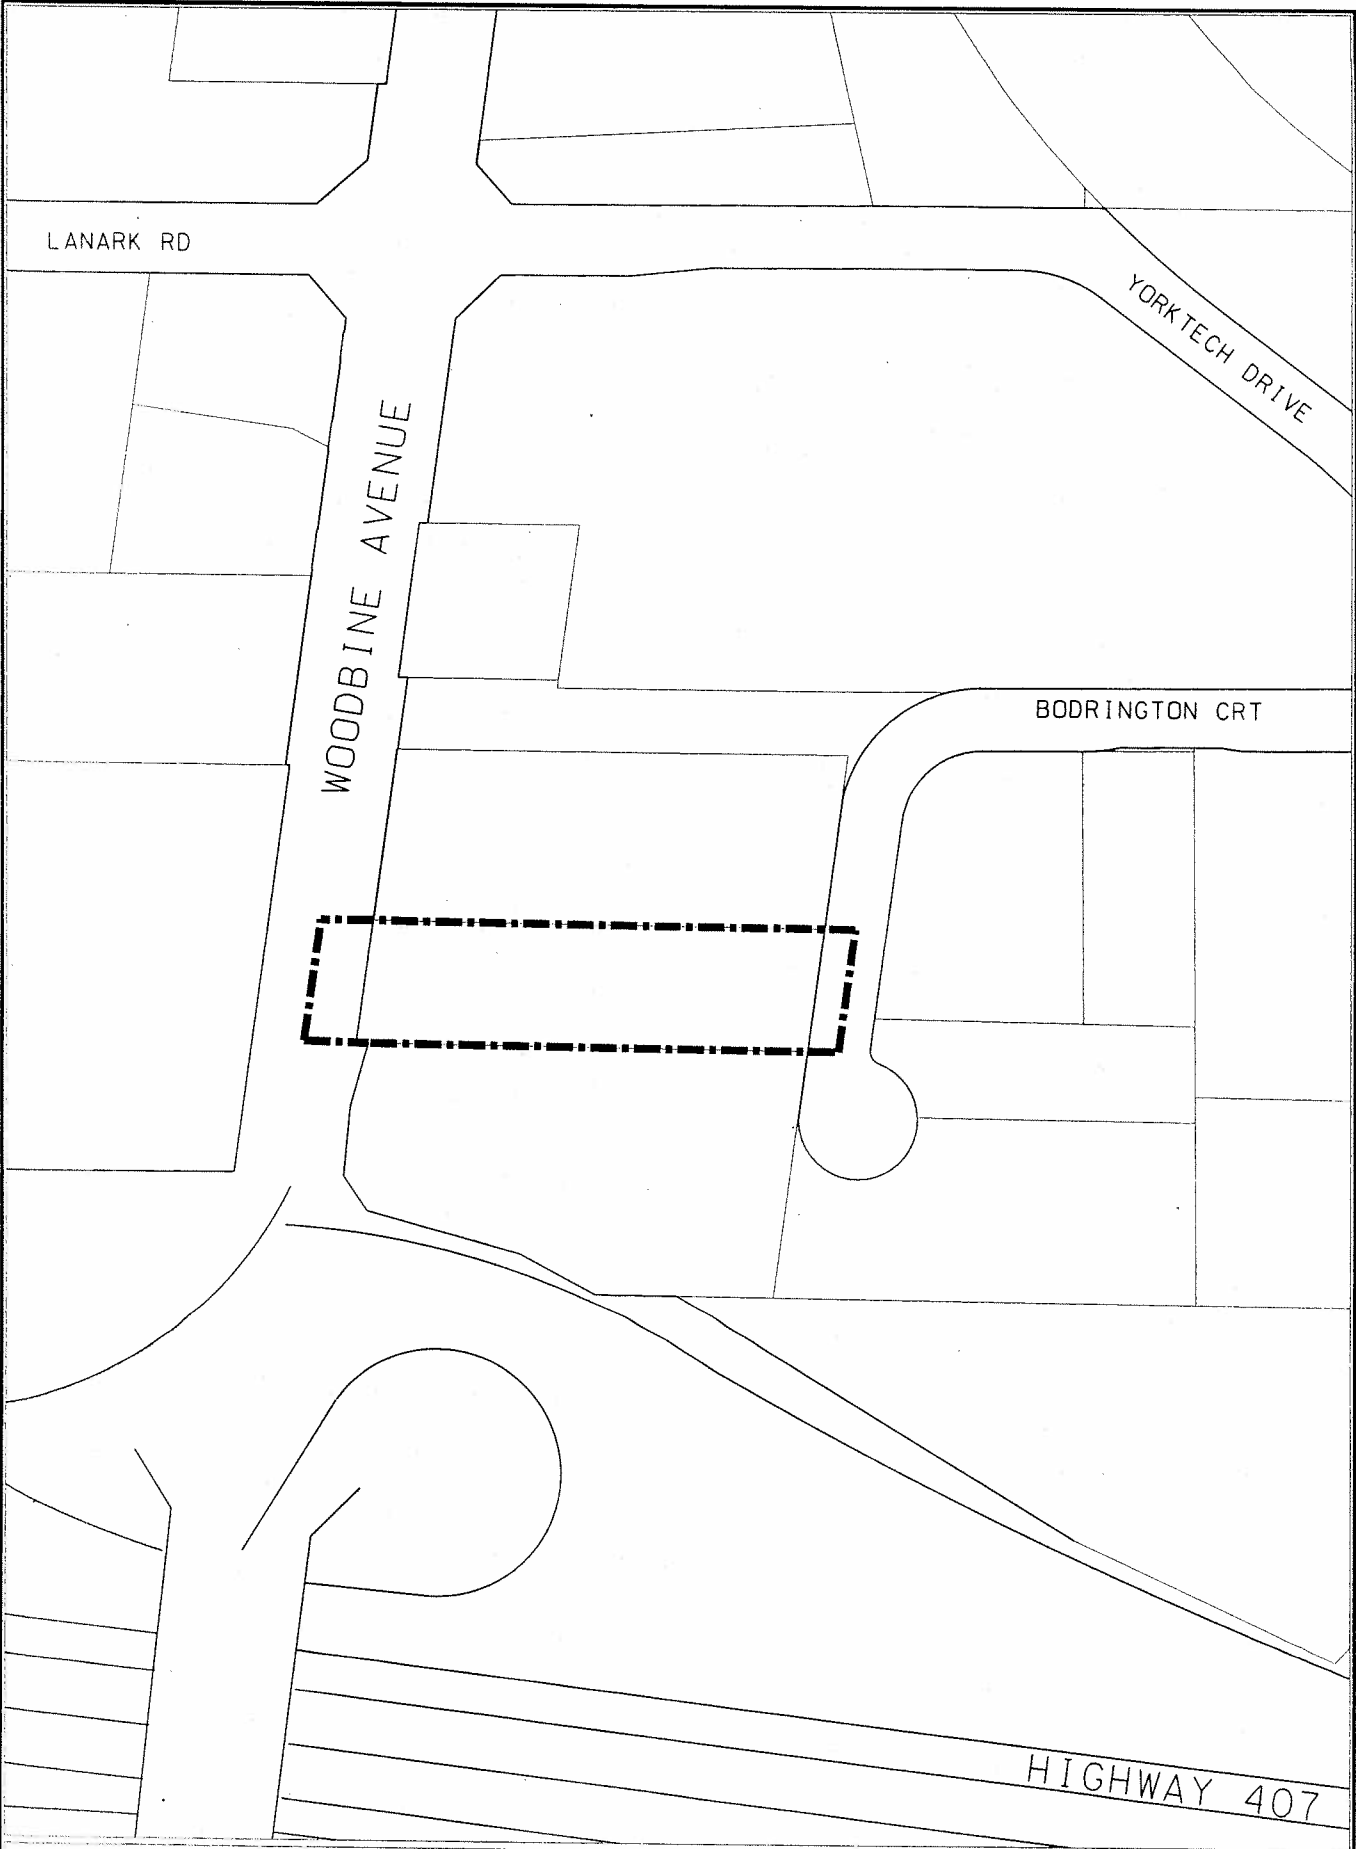 LANARK RD
YORKTECH DRIVE
WOODBINE AVENUE
BODRINGTON CRT
HIGHWAY 407